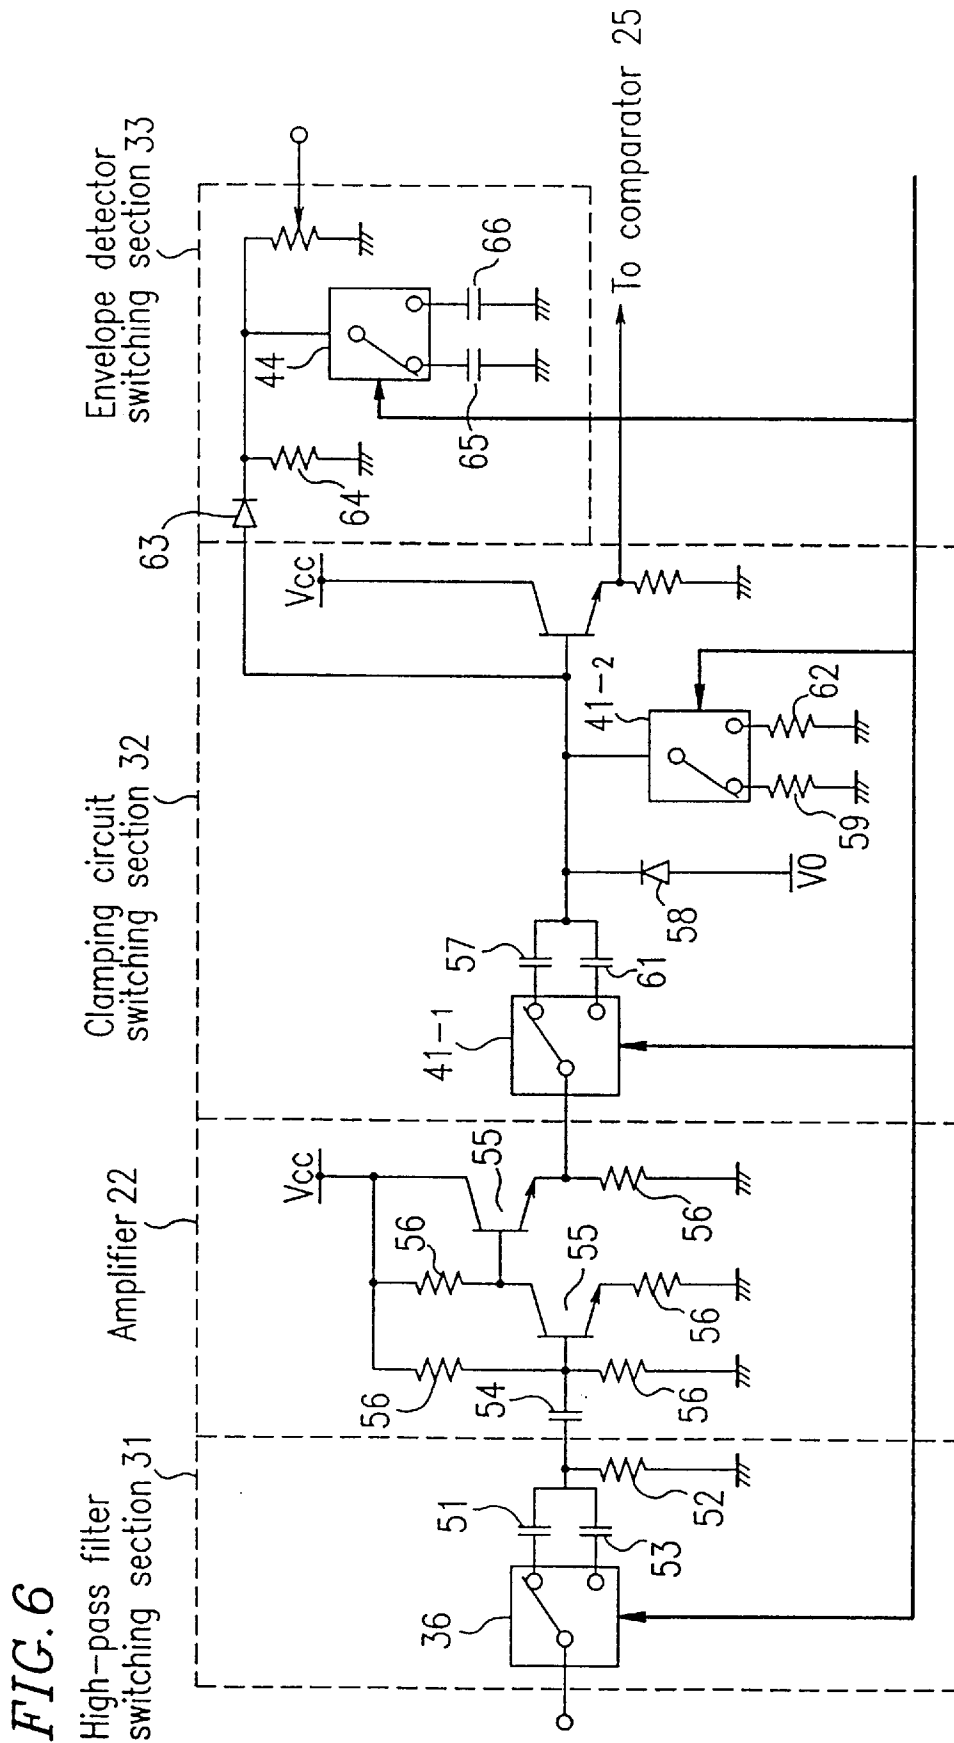 FIG. 6
High-pass filter
switching section 31
Amplifier 22
Clamping circuit
switching section 32
Envelope detector
switching section 33
36
51
53
52
54
56
56
56
55
56
55
Vcc
56
41-1
57
61
58
VO
41-2
59
62
Vcc
63
64
44
65
66
To comparator 25